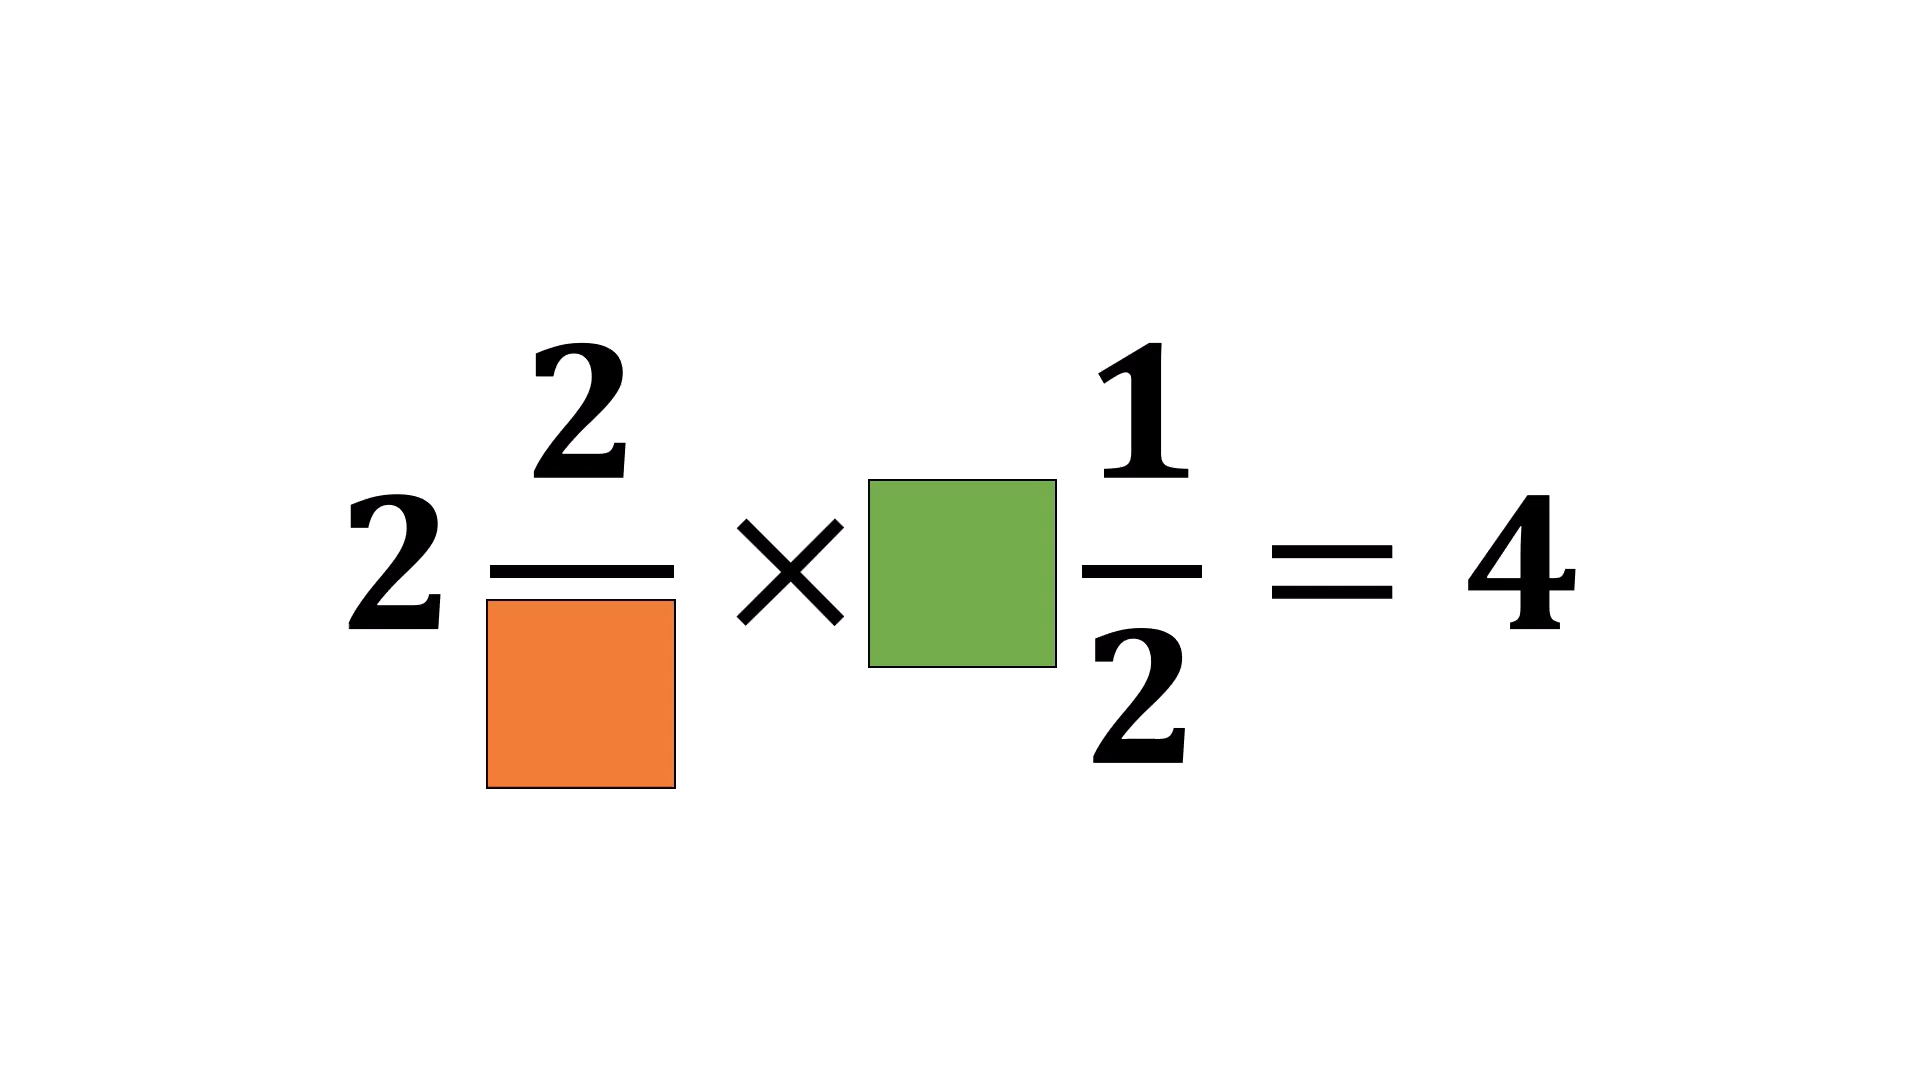 2 2/ × 1/2 = 4